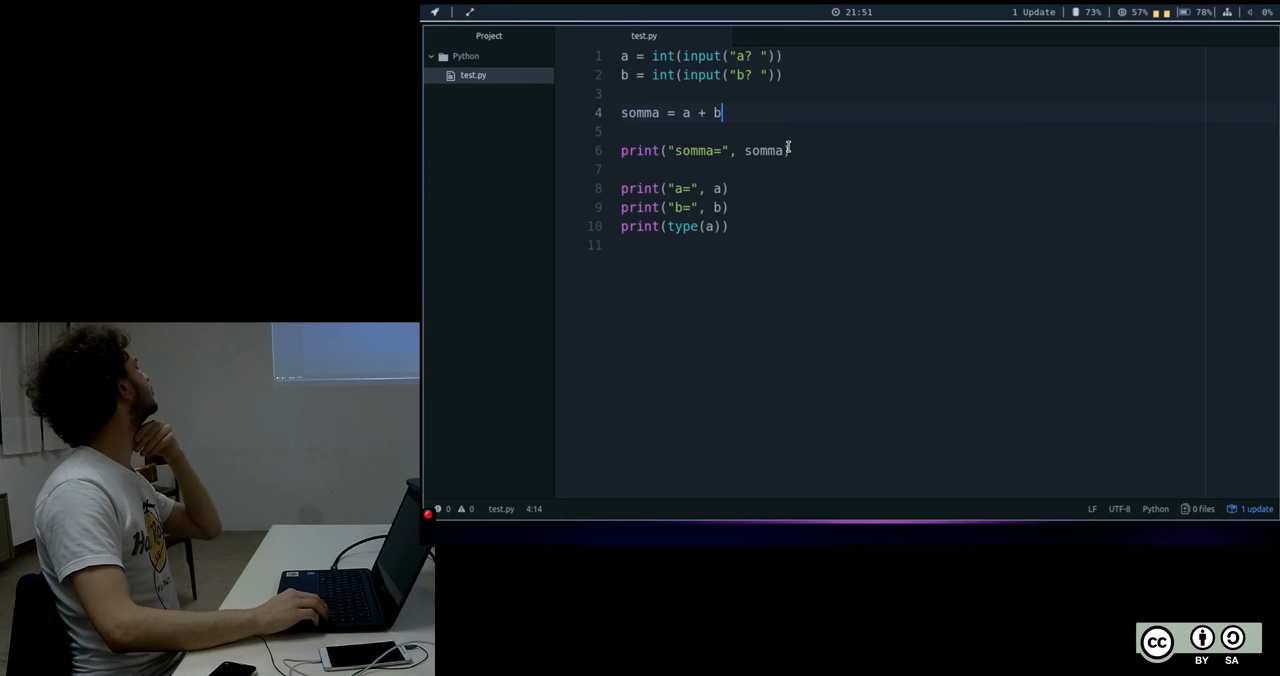 21:51
1 Update
73%
57%
78%
0%
Project
test.py
Python
test.py
1 a = int(input("a? "))
2 b = int(input("b? "))
3
4 somma = a + b
5
6 print("somma=", somma)
7
8 print("a=", a)
9 print("b=", b)
10 print(type(a))
11
0 0 test.py 4:14
LF UTF-8 Python 0 files 1 update
CC
BY SA